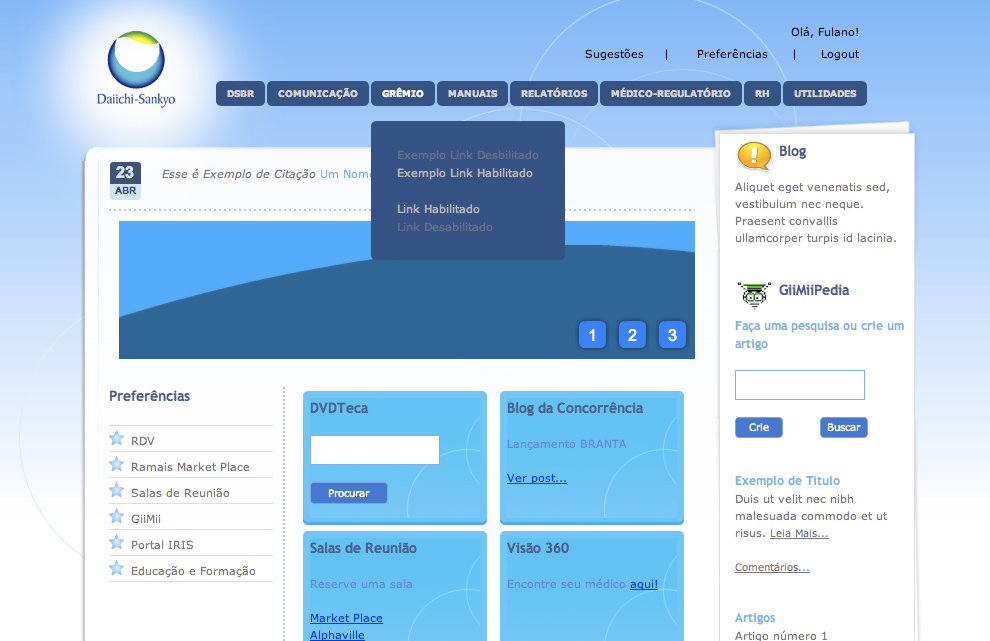 Olá, Fulano!
Sugestões | Preferências | Logout
Daiichi-Sankyo
DSBR COMUNICAÇÃO GRÊMIO MANUAIS RELATÓRIOS MÉDICO-REGULATÓRIO RH UTILIDADES
Exemplo Link Desbilitado
Exemplo Link Habilitado
Link Habilitado
Link Desabilitado
23
ABR
Esse é Exemplo de Citação Um Nome
1 2 3
Preferências
RDV
Ramais Market Place
Salas de Reunião
GiiMii
Portal IRIS
Educação e Formação
DVDTeca
Procurar
Blog da Concorrência
Lançamento BRANTA
Ver post...
Salas de Reunião
Reserve uma sala
Market Place
Alphaville
Visão 360
Encontre seu médico aqui!
Blog
Aliquet eget venenatis sed,
vestibulum nec neque.
Praesent convallis
ullamcorper turpis id lacinia.
GiiMiiPedia
Faça uma pesquisa ou crie um
artigo
Crie Buscar
Exemplo de Titulo
Duis ut velit nec nibh
malesuada commodo et ut
risus. Leia Mais...
Comentários...
Artigos
Artigo número 1